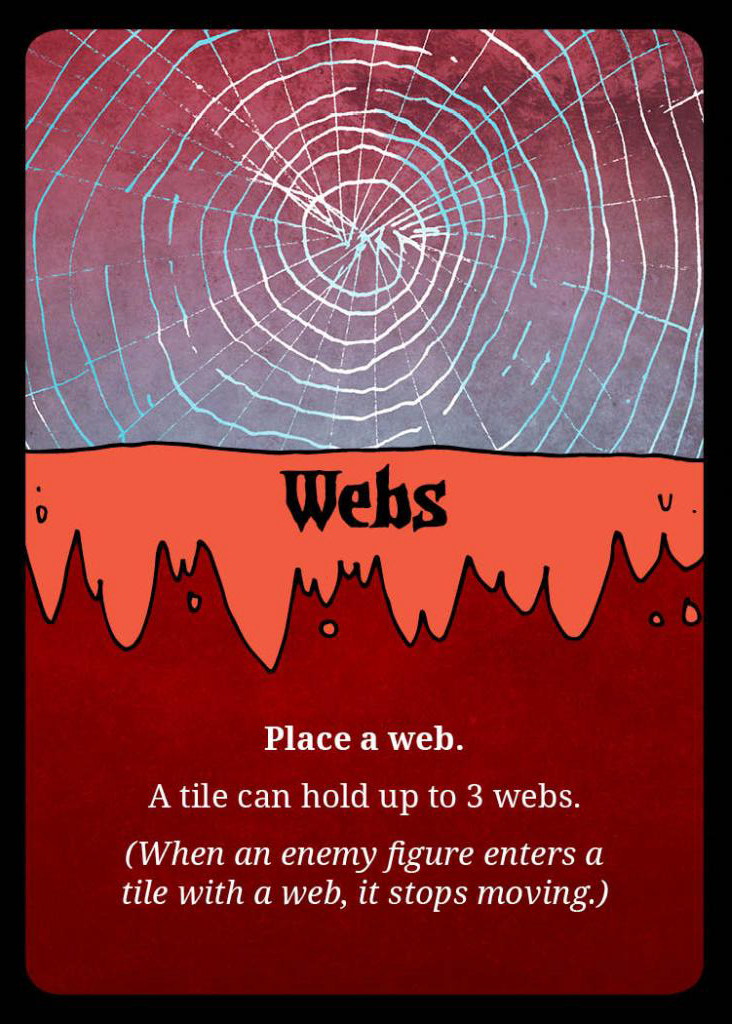 Webs
Place a web.
A tile can hold up to 3 webs.
(When an enemy figure enters a
tile with a web, it stops moving.)